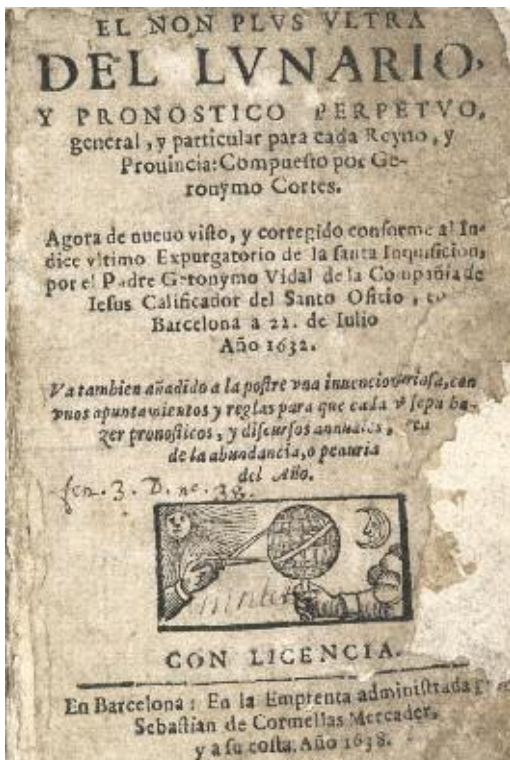 EL NON PLVS VLTRA
DEL LVNARIO,
Y PRONOSTICO PERPETVO,
general, y particular para cada Reyno, y
Prouincia: Compuesto por Ge-
ronymo Cortes.
Agora de nueuo visto, y corregido conforme al In-
dice vltimo Expurgatorio de la santa Inquisicion,
por el Padre Geronymo Vidal de la Compañia de
Iesus Calificador del Santo Oficio,
Barcelona a 22. de Iulio
Año 1632.
Va tambien añadido a la postre vna, con
vnos apuntamientos y reglas para que cada sepa ha-
zer pronosticos, y discursos annuales,
de la abundancia, o penuria
del Año.
3. D.
CON LICENCIA.
En Barcelona: En la Emprenta administrada
Sebastian de Cormellas Mercader,
y a su costa, Año 1638.